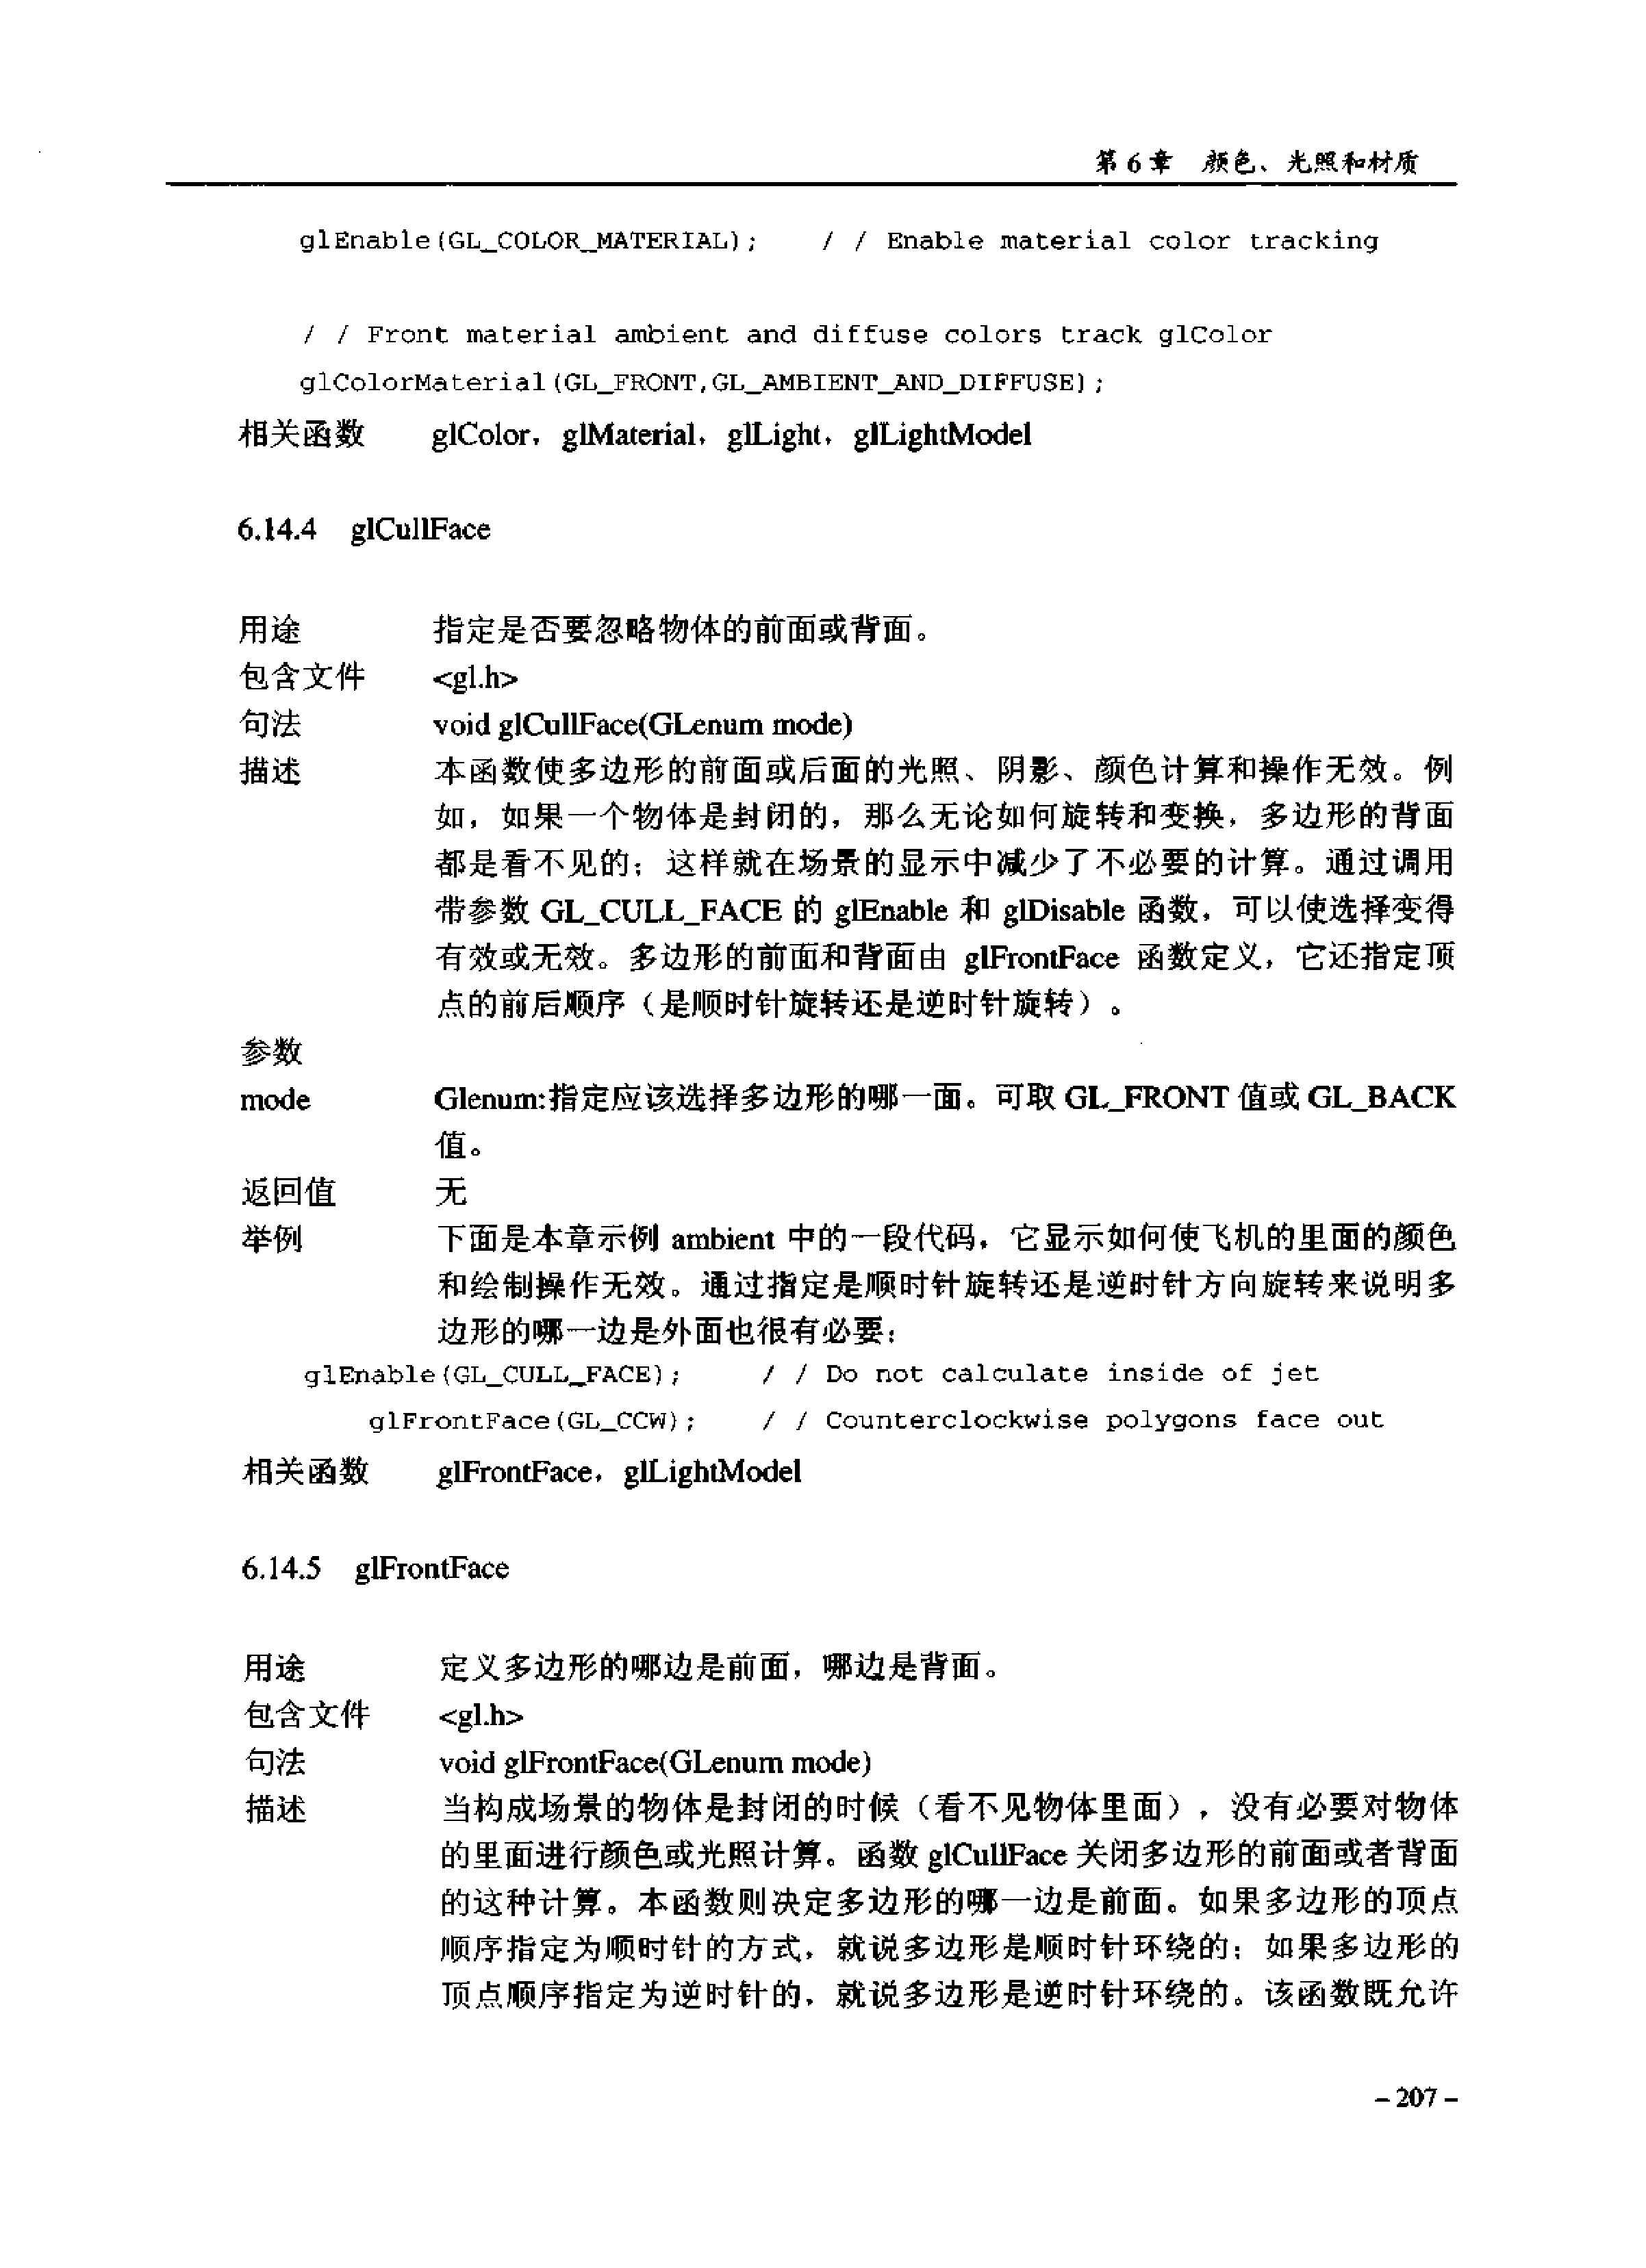 第6章　颜色、光照和材质
glEnable(GL_COLOR_MATERIAL);    / / Enable material color tracking
/ / Front material ambient and diffuse colors track glColor
glColorMaterial(GL_FRONT,GL_AMBIENT_AND_DIFFUSE);
相关函数　glColor，glMaterial，glLight，glLightModel
6.14.4　glCullFace
用途　指定是否要忽略物体的前面或背面。
包含文件　<gl.h>
句法　void glCullFace(GLenum mode)
描述　本函数使多边形的前面或后面的光照、阴影、颜色计算和操作无效。例
如，如果一个物体是封闭的，那么无论如何旋转和变换，多边形的背面
都是看不见的；这样就在场景的显示中减少了不必要的计算。通过调用
带参数 GL_CULL_FACE 的 glEnable 和 glDisable 函数，可以使选择变得
有效或无效。多边形的前面和背面由 glFrontFace 函数定义，它还指定顶
点的前后顺序（是顺时针旋转还是逆时针旋转）。
参数
mode　Glenum:指定应该选择多边形的哪一面。可取 GL_FRONT 值或 GL_BACK
值。
返回值　无
举例　下面是本章示例 ambient 中的一段代码，它显示如何使飞机的里面的颜色
和绘制操作无效。通过指定是顺时针旋转还是逆时针方向旋转来说明多
边形的哪一边是外面也很有必要：
glEnable(GL_CULL_FACE);    / / Do not calculate inside of jet
glFrontFace(GL_CCW);    / / Counterclockwise polygons face out
相关函数　glFrontFace，glLightModel
6.14.5　glFrontFace
用途　定义多边形的哪边是前面，哪边是背面。
包含文件　<gl.h>
句法　void glFrontFace(GLenum mode)
描述　当构成场景的物体是封闭的时候（看不见物体里面），没有必要对物体
的里面进行颜色或光照计算。函数 glCullFace 关闭多边形的前面或者背面
的这种计算。本函数则决定多边形的哪一边是前面。如果多边形的顶点
顺序指定为顺时针的方式，就说多边形是顺时针环绕的；如果多边形的
顶点顺序指定为逆时针的，就说多边形是逆时针环绕的。该函数既允许
－207－